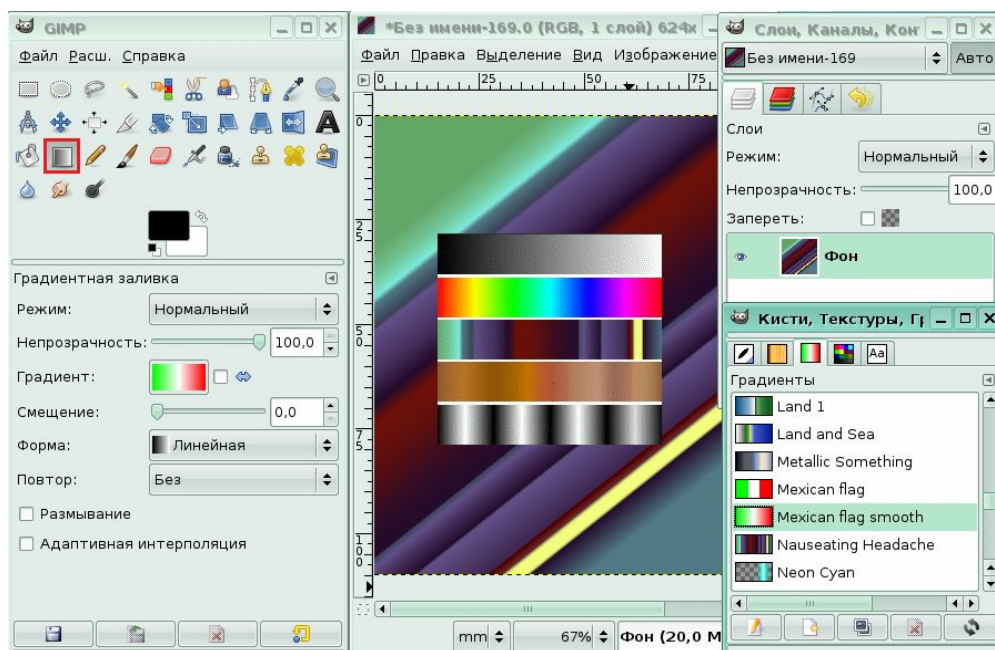 GIMP
Файл Расш. Справка
Градиентная заливка
Режим: Нормальный
Непрозрачность: 100,0
Градиент:
Смещение: 0,0
Форма: Линейная
Повтор: Без
Размывание
Адаптивная интерполяция
*Без имени-169.0 (RGB, 1 слой) 624x
Файл Правка Выделение Вид Изображение
0 25 50 75
0
25
50
75
100
mm 67% Фон (20,0 М
Слои, Каналы, Кон
Без имени-169 Авто
Слои
Режим: Нормальный
Непрозрачность: 100,0
Запереть:
Фон
Кисти, Текстуры, Гр
Aa
Градиенты
Land 1
Land and Sea
Metallic Something
Mexican flag
Mexican flag smooth
Nauseating Headache
Neon Cyan